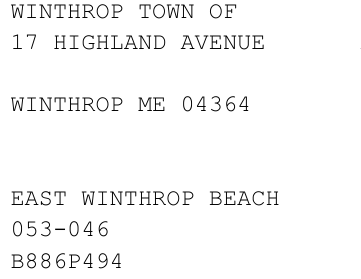 WINTHROP TOWN OF
17 HIGHLAND AVENUE
WINTHROP ME 04364
EAST WINTHROP BEACH
053-046
B886P494